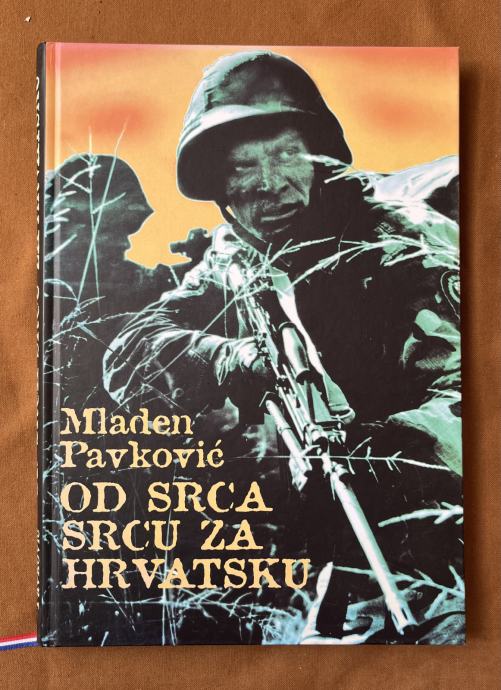 Mladen
Pavković
OD SRCA
SRCU ZA
HRVATSKU